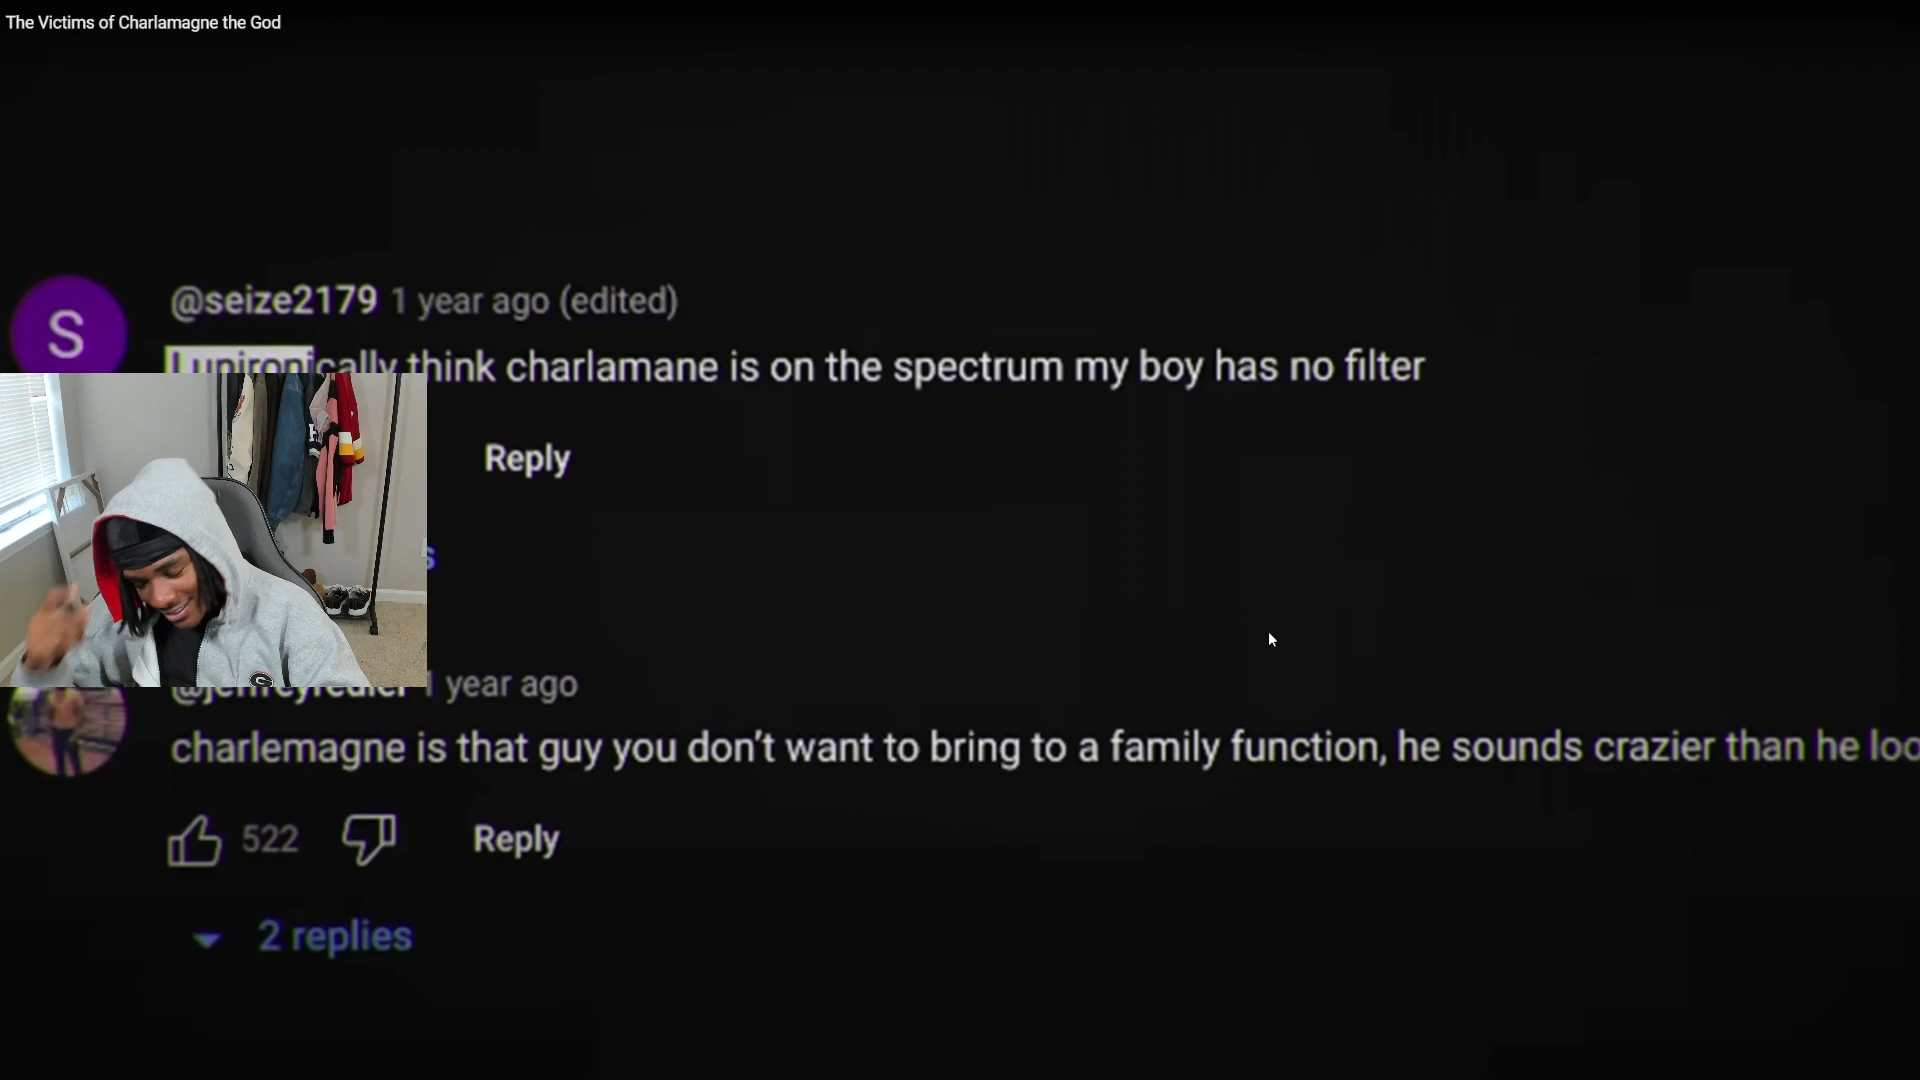 The Victims of Charlamagne the God
S
@seize2179 1 year ago (edited)
I unironically think charlamane is on the spectrum my boy has no filter
Reply
s
1 year ago
charlemagne is that guy you don't want to bring to a family function, he sounds crazier than he loo
522 Reply
2 replies